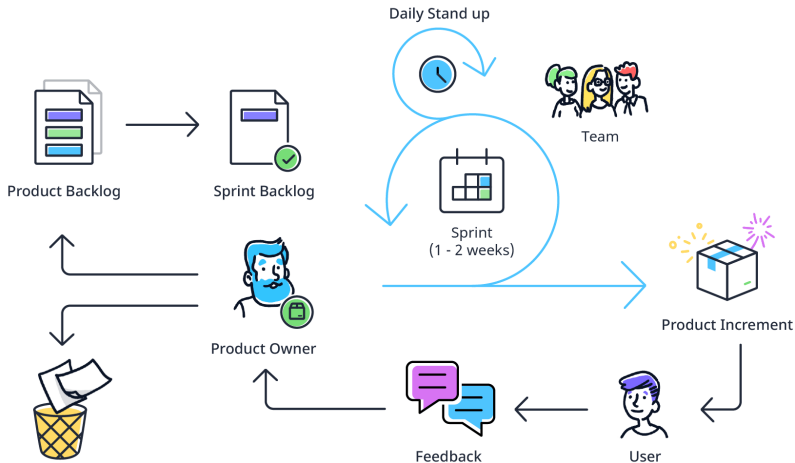 Daily Stand up
Team
Product Backlog
Sprint Backlog
Sprint
(1 - 2 weeks)
Product Increment
Product Owner
Feedback
User